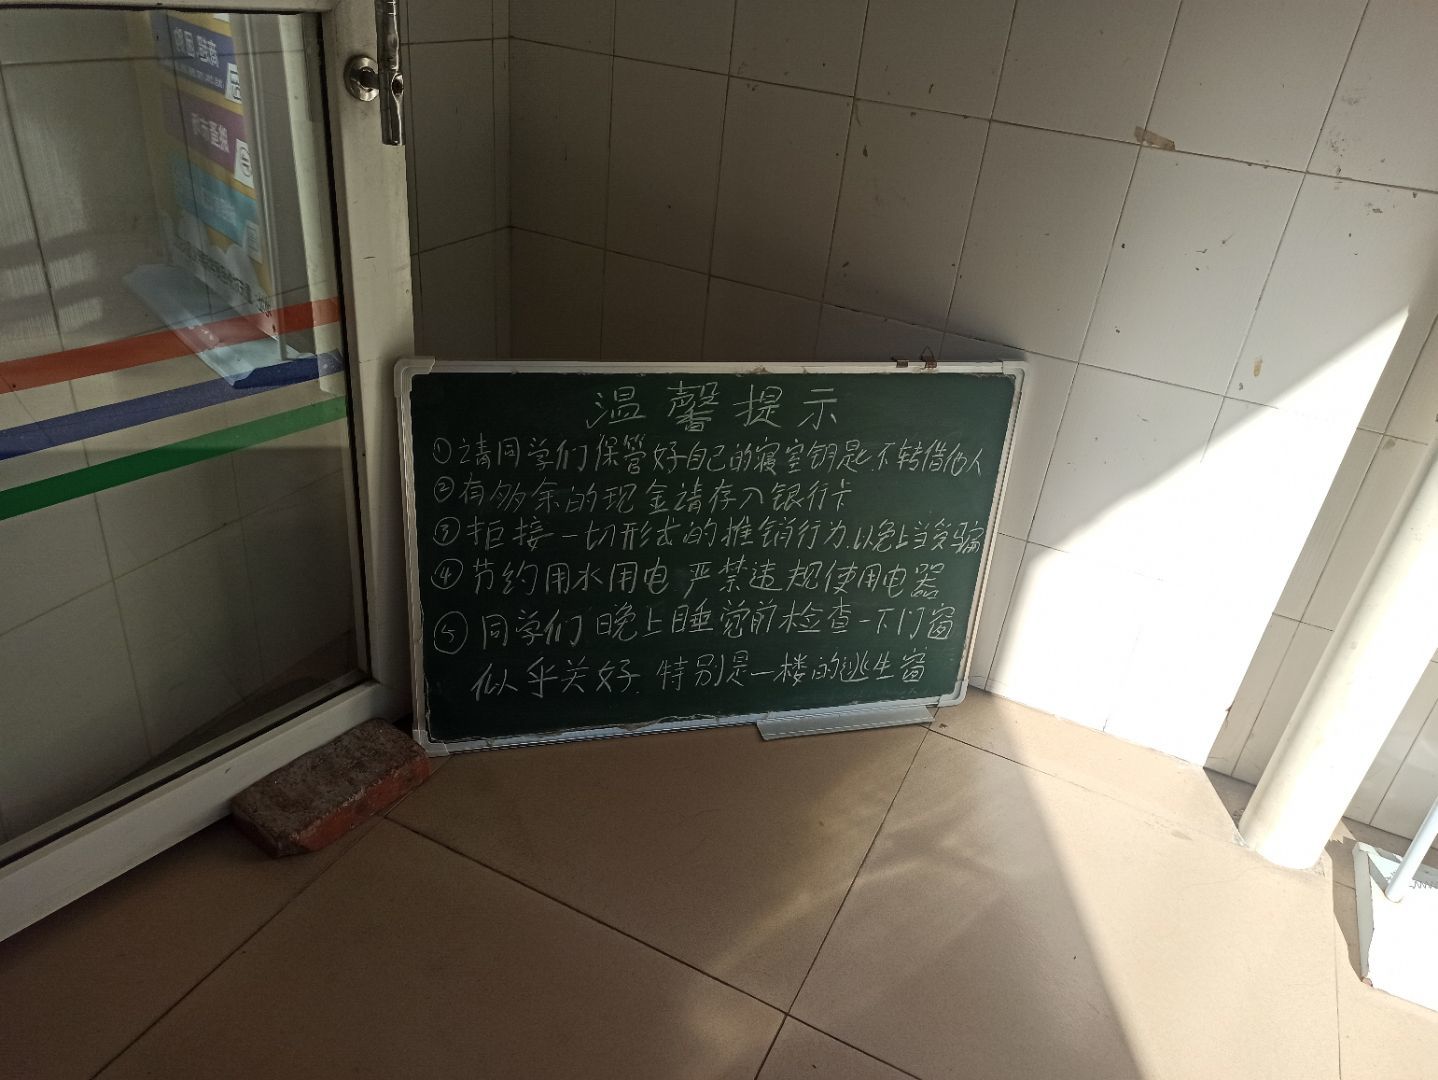 温馨提示
①请同学们保管好自己的寝室钥匙.不转借他人
②有多余的现金请存入银行卡
③拒接一切形式的推销行为.以免上当受骗
④节约用水用电 严禁违规使用电器
⑤同学们晚上睡觉前检查一下门窗
似乎关好.特别是一楼的逃生窗